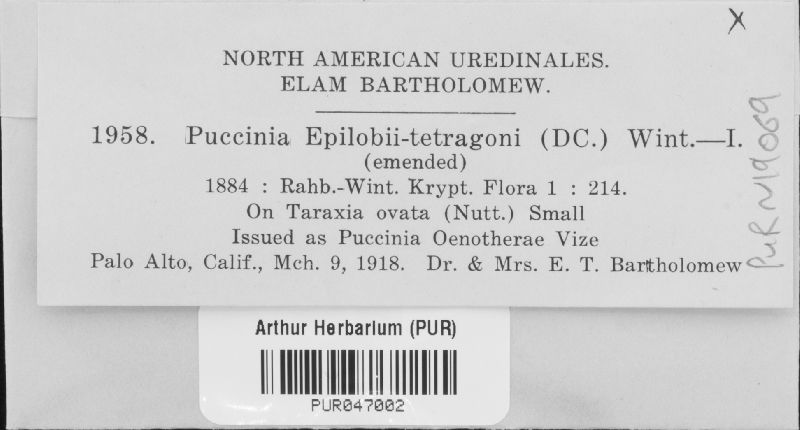 X
NORTH AMERICAN UREDINALES.
ELAM BARTHOLOMEW.
1958. Puccinia Epilobii-tetragoni (DC.) Wint.—I.
(emended)
1884 : Rahb.-Wint. Krypt. Flora 1 : 214.
On Taraxia ovata (Nutt.) Small
Issued as Puccinia Oenotherae Vize
Palo Alto, Calif., Mch. 9, 1918. Dr. & Mrs. E. T. Bartholomew
PUR N19069
Arthur Herbarium (PUR)
PUR047002